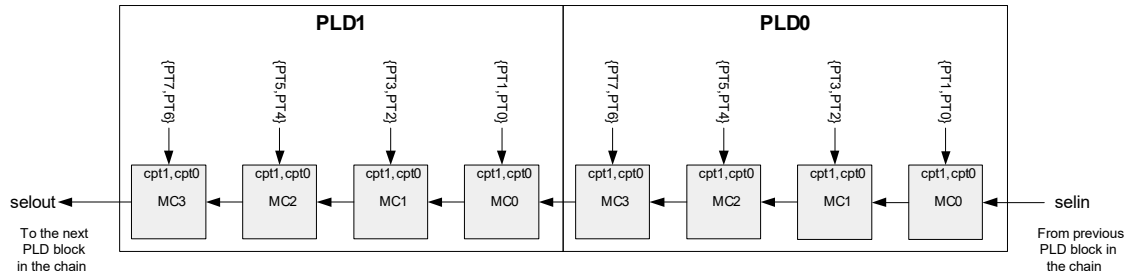 PLD1
PLD0
{PT7,PT6}
{PT5,PT4}
{PT3,PT2}
{PT1,PT0}
{PT7,PT6}
{PT5,PT4}
{PT3,PT2}
{PT1,PT0}
cpt1,cpt0
cpt1,cpt0
cpt1,cpt0
cpt1,cpt0
cpt1,cpt0
cpt1,cpt0
cpt1,cpt0
cpt1,cpt0
selout
MC3
MC2
MC1
MC0
MC3
MC2
MC1
MC0
selin
To the next
PLD block
in the chain
From previous
PLD block in
the chain